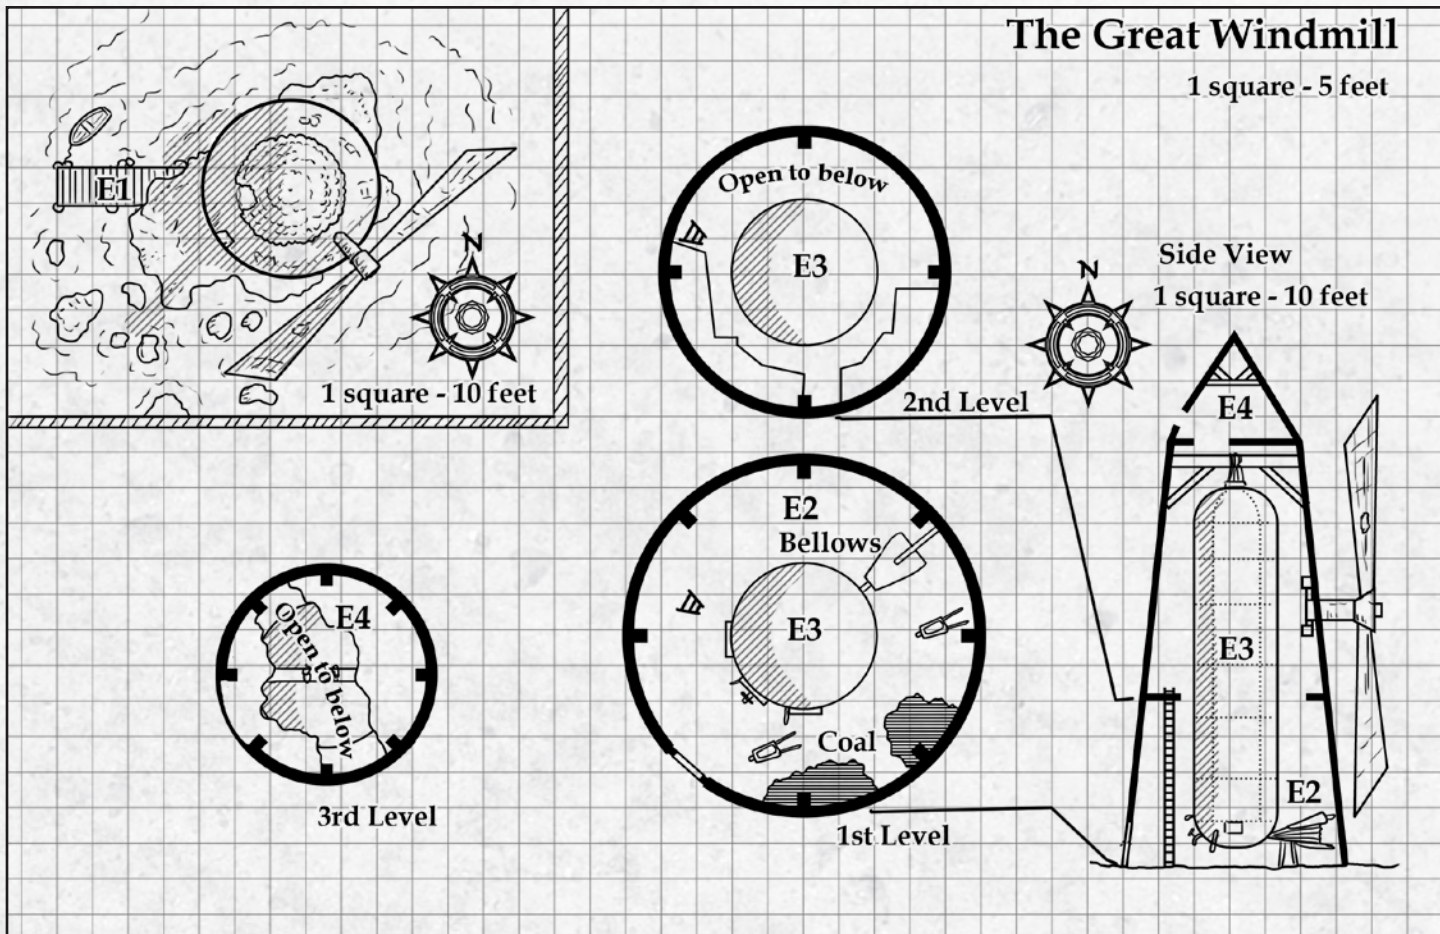 The Great Windmill
1 square - 5 feet
E1
N
1 square - 10 feet
Open to below
E3
2nd Level
N
Side View
1 square - 10 feet
E4
E3
E2
E2
Bellows
E3
Coal
1st Level
E4
Open to below
3rd Level